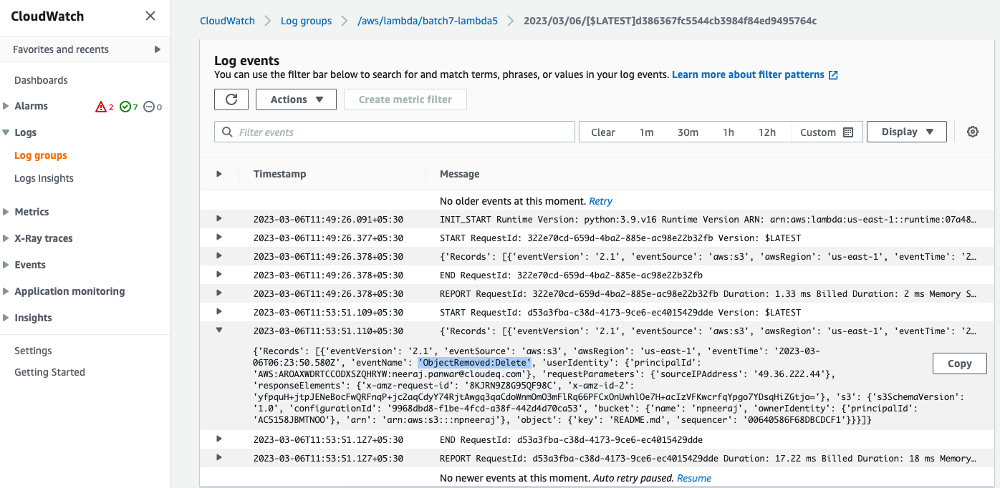 CloudWatch
Favorites and recents
Dashboards
Alarms 2 7 0
Logs
Log groups
Logs Insights
Metrics
X-Ray traces
Events
Application monitoring
Insights
Settings
Getting Started
CloudWatch > Log groups > /aws/lambda/batch7-lambda5 > 2023/03/06/[$LATEST]d386367fc5544cb3984f84ed9495764c
Log events
You can use the filter bar below to search for and match terms, phrases, or values in your log events. Learn more about filter patterns
Actions Create metric filter
Filter events Clear 1m 30m 1h 12h Custom Display
Timestamp Message
No older events at this moment. Retry
2023-03-06T11:49:26.091+05:30 INIT_START Runtime Version: python:3.9.v16 Runtime Version ARN: arn:aws:lambda:us-east-1::runtime:07a48…
2023-03-06T11:49:26.377+05:30 START RequestId: 322e70cd-659d-4ba2-885e-ac98e22b32fb Version: $LATEST
2023-03-06T11:49:26.378+05:30 {'Records': [{'eventVersion': '2.1', 'eventSource': 'aws:s3', 'awsRegion': 'us-east-1', 'eventTime': '2…
2023-03-06T11:49:26.378+05:30 END RequestId: 322e70cd-659d-4ba2-885e-ac98e22b32fb
2023-03-06T11:49:26.378+05:30 REPORT RequestId: 322e70cd-659d-4ba2-885e-ac98e22b32fb Duration: 1.33 ms Billed Duration: 2 ms Memory S…
2023-03-06T11:53:51.109+05:30 START RequestId: d53a3fba-c38d-4173-9ce6-ec4015429dde Version: $LATEST
2023-03-06T11:53:51.110+05:30 {'Records': [{'eventVersion': '2.1', 'eventSource': 'aws:s3', 'awsRegion': 'us-east-1', 'eventTime': '2…
{'Records': [{'eventVersion': '2.1', 'eventSource': 'aws:s3', 'awsRegion': 'us-east-1', 'eventTime': '2023-03-
06T06:23:50.580Z', 'eventName': 'ObjectRemoved:Delete', 'userIdentity': {'principalId':
'AWS:AROAXWDRTCCODXSZQHRYW:neeraj.panwar@cloudeq.com'}, 'requestParameters': {'sourceIPAddress': '49.36.222.44'},
'responseElements': {'x-amz-request-id': '8KJRN9Z8G95QF98C', 'x-amz-id-2':
'yfpquH+jtpJENeBocFwQRFnqP+jc2aqCdyY74RjtAwgq3qaCdoWnmOmO3mFlRq66PFCxOnUwhlOe7H+acIzVFKwcrfqYpgo7YDsqHiZGtjo='}, 's3': {'s3SchemaVersion':
'1.0', 'configurationId': '9968dbd8-f1be-4fcd-a38f-442d4d70ca53', 'bucket': {'name': 'npneeraj', 'ownerIdentity': {'principalId':
'AC5158JBMTNOO'}, 'arn': 'arn:aws:s3:::npneeraj'}, 'object': {'key': 'README.md', 'sequencer': '00640586F68DBCDCF1'}}}]}
Copy
2023-03-06T11:53:51.127+05:30 END RequestId: d53a3fba-c38d-4173-9ce6-ec4015429dde
2023-03-06T11:53:51.127+05:30 REPORT RequestId: d53a3fba-c38d-4173-9ce6-ec4015429dde Duration: 17.22 ms Billed Duration: 18 ms Memory…
No newer events at this moment. Auto retry paused. Resume